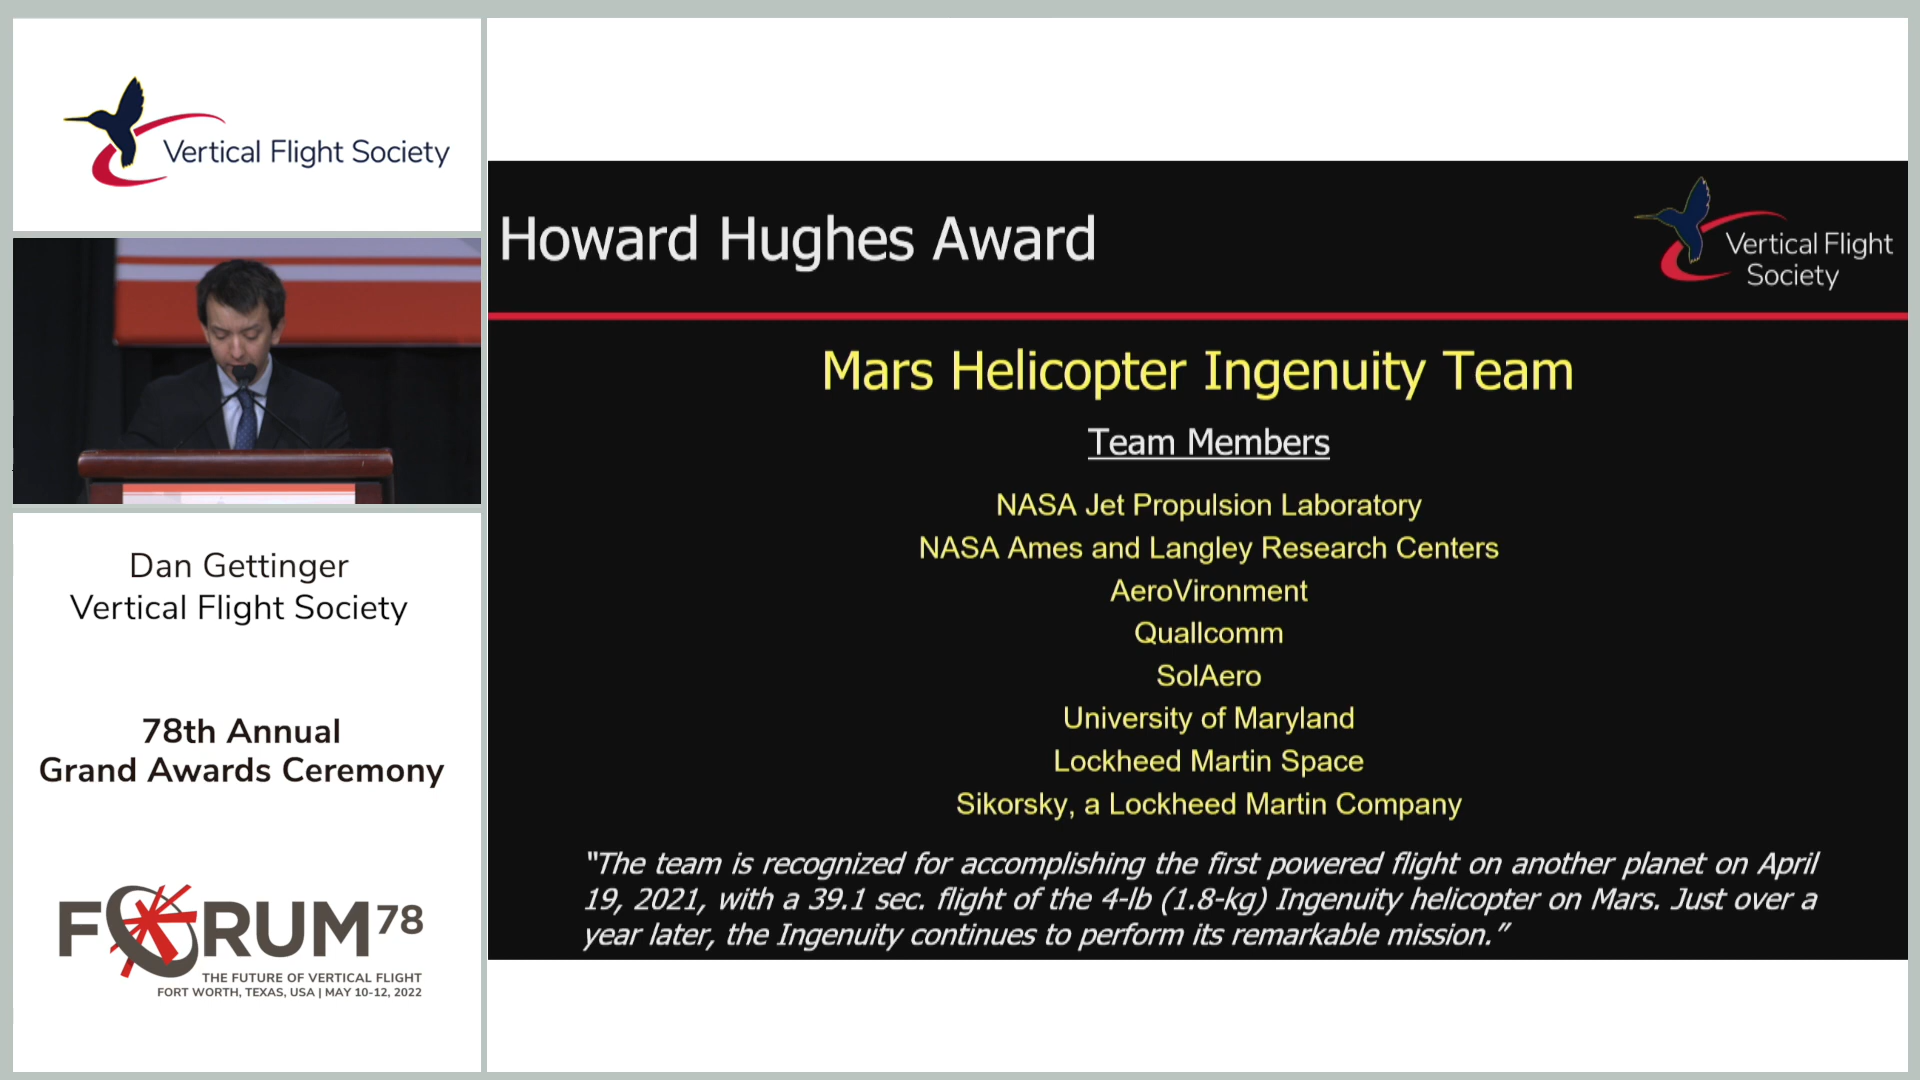 Vertical Flight Society
Dan Gettinger
Vertical Flight Society
78th Annual
Grand Awards Ceremony
FORUM 78
THE FUTURE OF VERTICAL FLIGHT
FORT WORTH, TEXAS, USA | MAY 10-12, 2022
Howard Hughes Award
Vertical Flight
Society
Mars Helicopter Ingenuity Team
Team Members
NASA Jet Propulsion Laboratory
NASA Ames and Langley Research Centers
AeroVironment
Quallcomm
SolAero
University of Maryland
Lockheed Martin Space
Sikorsky, a Lockheed Martin Company
"The team is recognized for accomplishing the first powered flight on another planet on April
19, 2021, with a 39.1 sec. flight of the 4-lb (1.8-kg) Ingenuity helicopter on Mars. Just over a
year later, the Ingenuity continues to perform its remarkable mission."